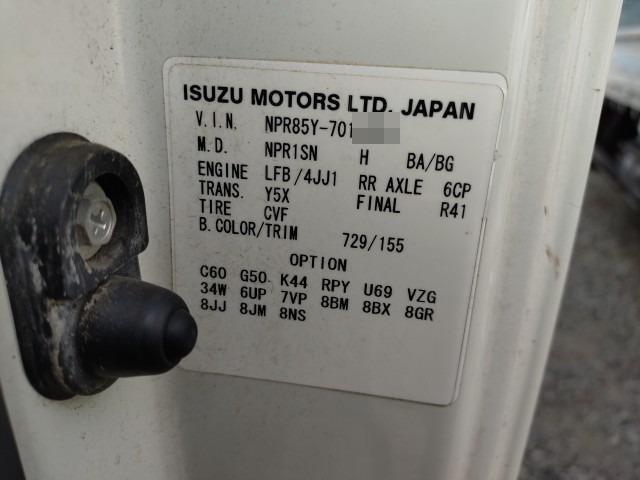 ISUZU MOTORS LTD. JAPAN
V.I.N. NPR85Y-701
M.D. NPR1SN H BA/BG
ENGINE LFB/4JJ1 RR AXLE 6CP
TRANS. Y5X FINAL R41
TIRE CVF
B.COLOR/TRIM 729/155
OPTION
C60 G50 K44 RPY U69 VZG
34W 6UP 7VP 8BM 8BX 8GR
8JJ 8JM 8NS